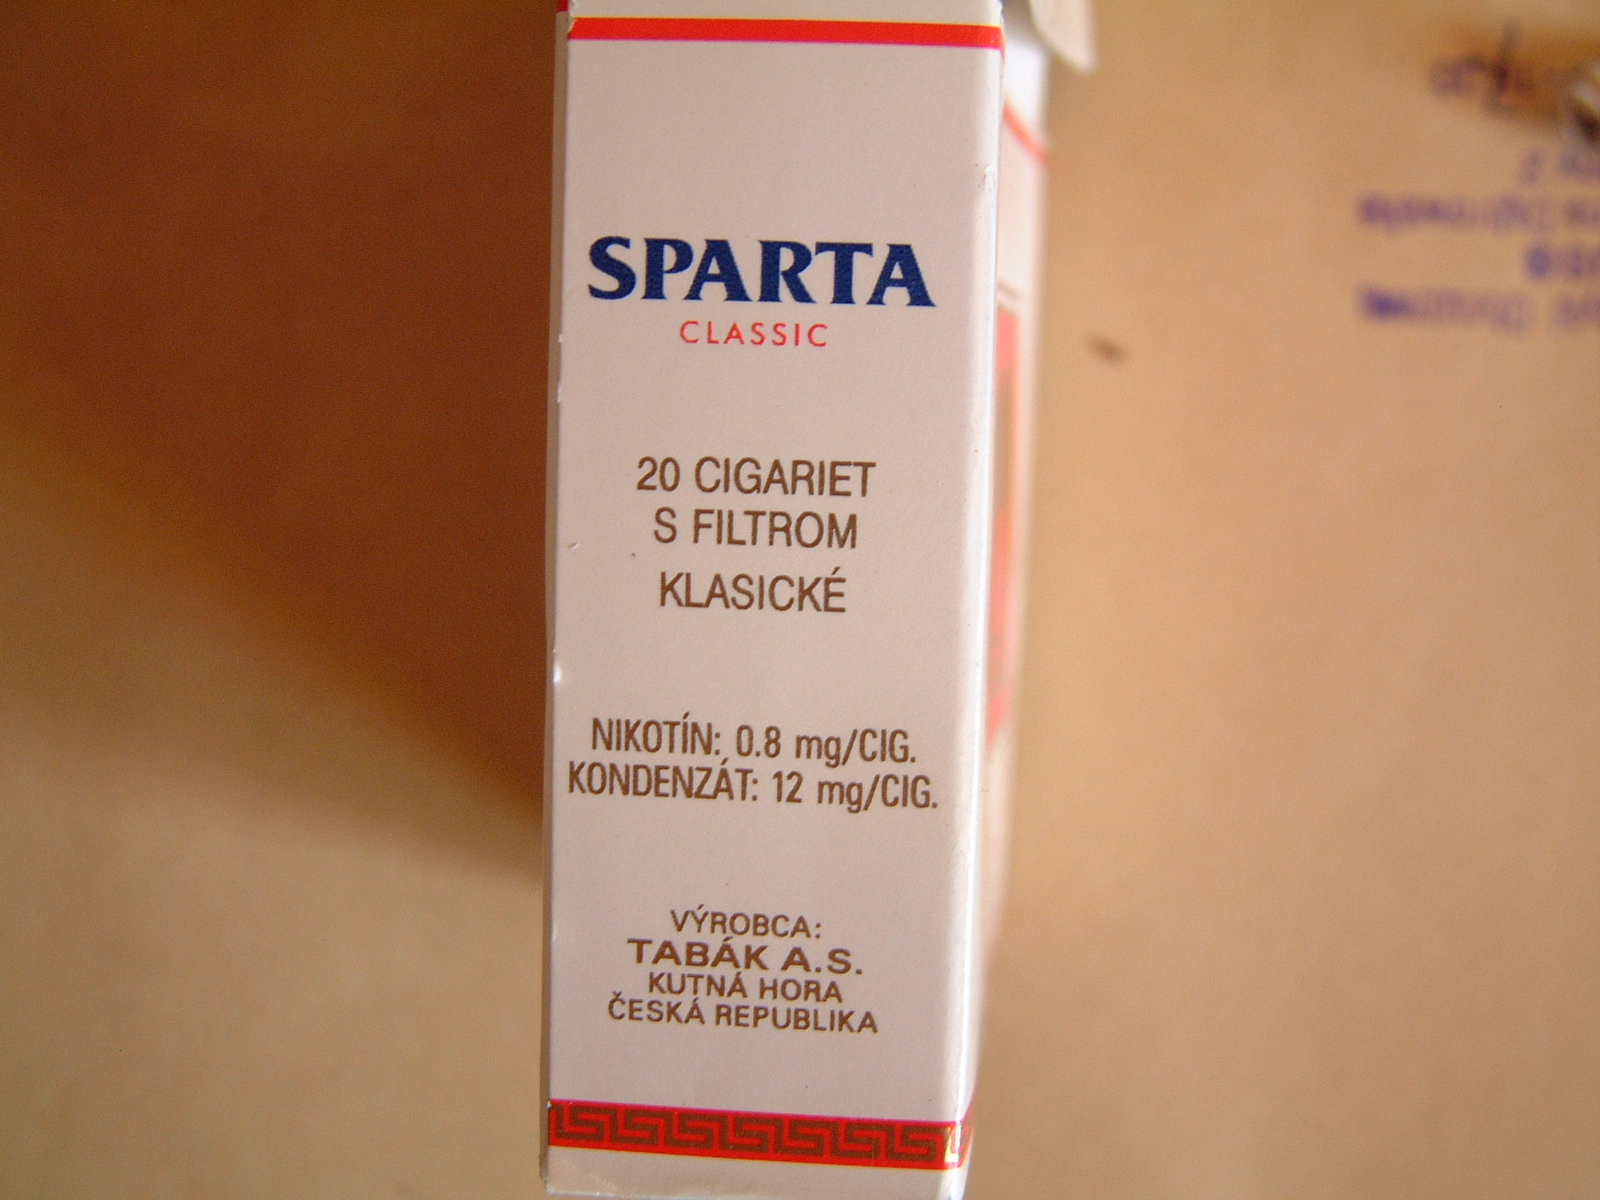 SPARTA
CLASSIC
20 CIGARIET
S FILTROM
KLASICKÉ
NIKOTÍN: 0.8 mg/CIG.
KONDENZÁT: 12 mg/CIG.
VÝROBCA:
TABÁK A.S.
KUTNÁ HORA
ČESKÁ REPUBLIKA